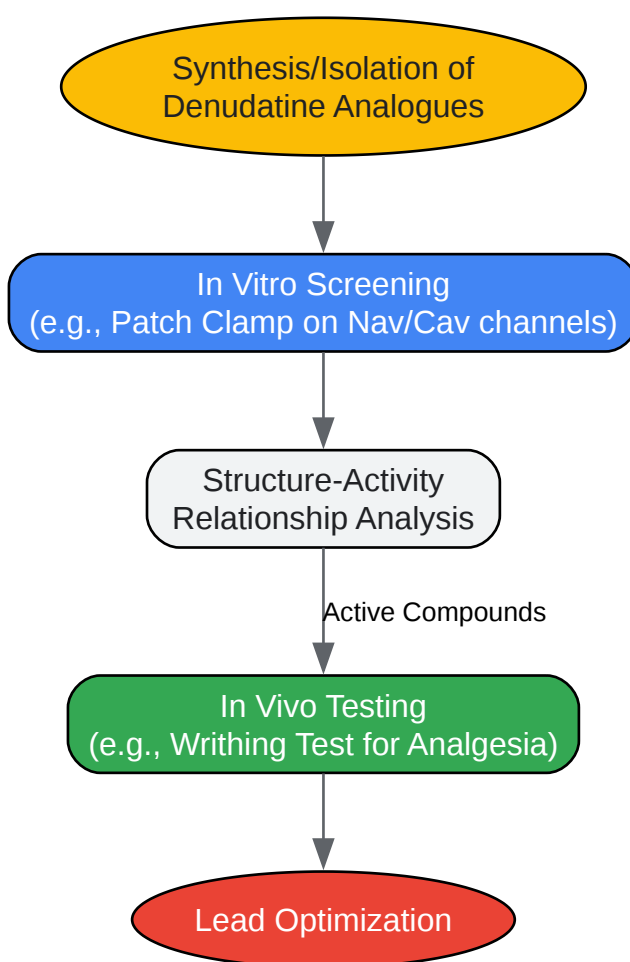 Synthesis/Isolation of
Denudatine Analogues
In Vitro Screening
(e.g., Patch Clamp on Nav/Cav channels)
Structure-Activity
Relationship Analysis
Active Compounds
In Vivo Testing
(e.g., Writhing Test for Analgesia)
Lead Optimization